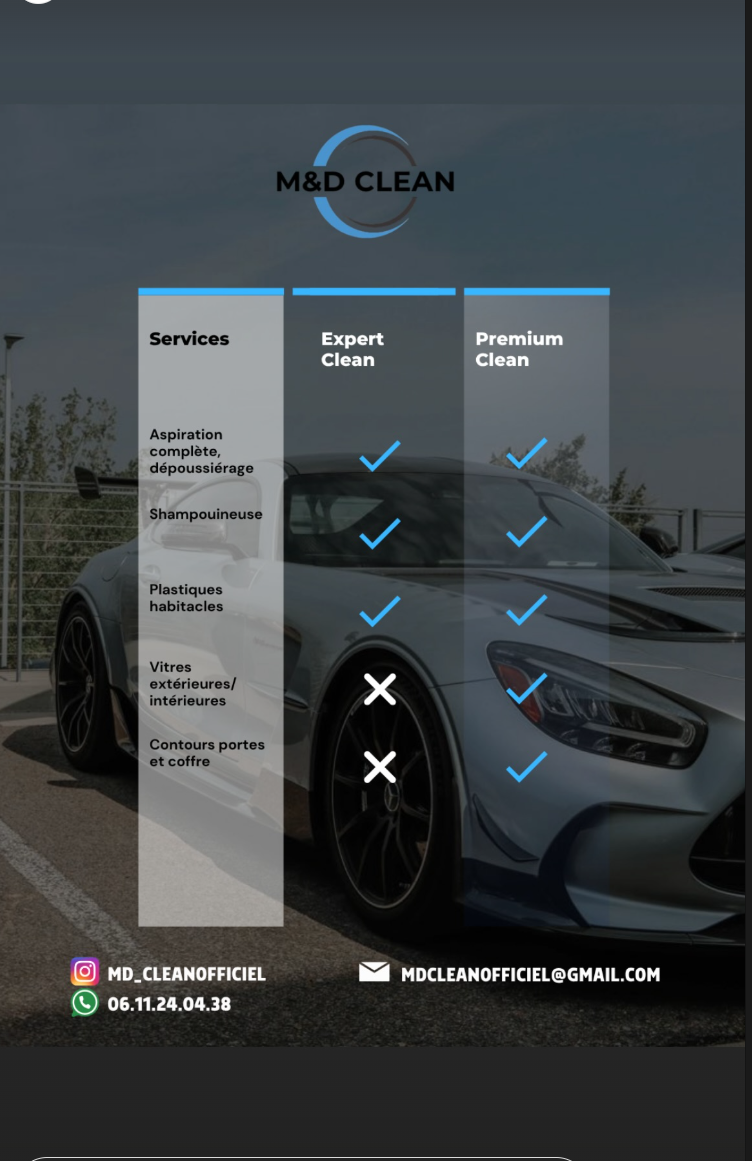 M&D CLEAN
Services
Expert
Clean
Premium
Clean
Aspiration
complète,
dépoussiérage
Shampouineuse
Plastiques
habitacles
Vitres
extérieures/
intérieures
Contours portes
et coffre
MD_CLEANOFFICIEL
MDCLEANOFFICIEL@GMAIL.COM
06.11.24.04.38